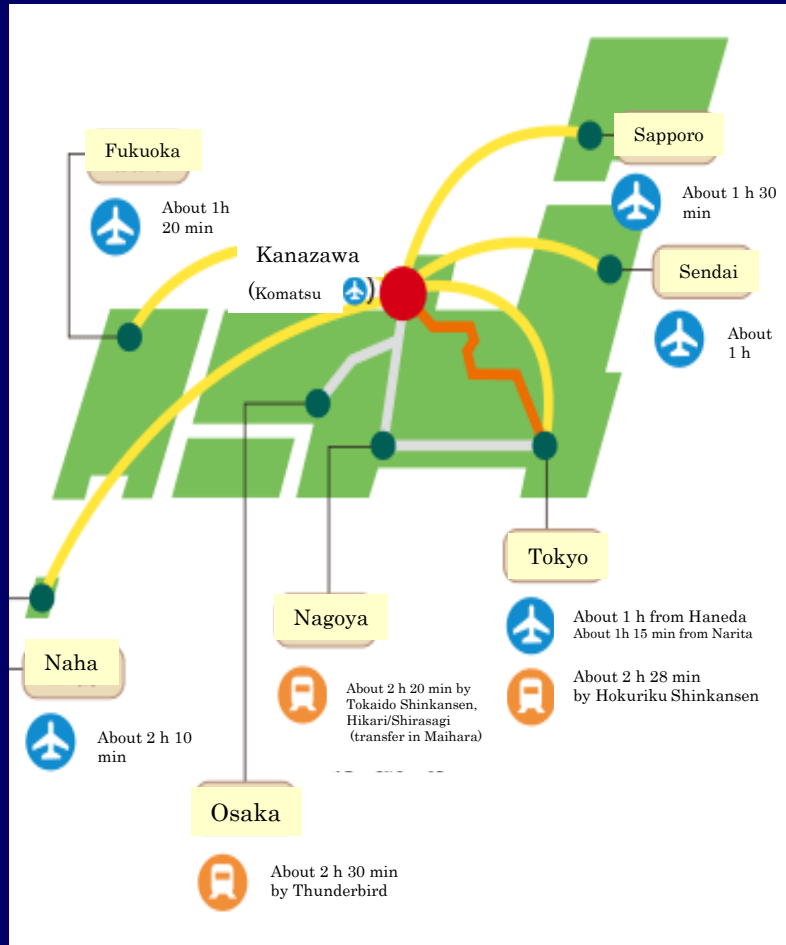 Fukuoka
About 1h
20 min
Kanazawa
(Komatsu )
Sapporo
About 1 h 30
min
Sendai
About
1 h
Tokyo
About 1 h from Haneda
About 1h 15 min from Narita
About 2 h 28 min
by Hokuriku Shinkansen
Nagoya
About 2 h 20 min by
Tokaido Shinkansen,
Hikari/Shirasagi
(transfer in Maihara)
Naha
About 2 h 10
min
Osaka
About 2 h 30 min
by Thunderbird